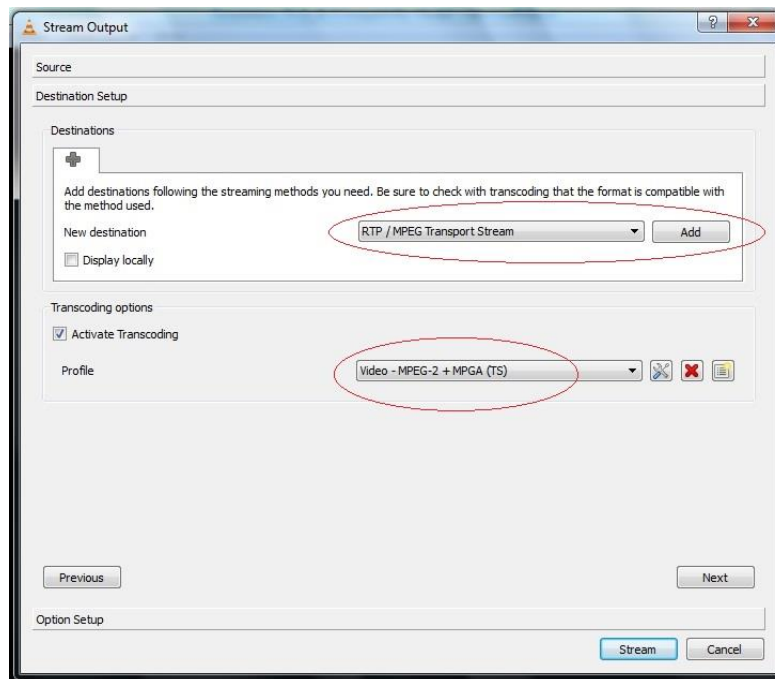 Stream Output
Source
Destination Setup
Destinations
Add destinations following the streaming methods you need. Be sure to check with transcoding that the format is compatible with
the method used.
New destination
RTP / MPEG Transport Stream
Add
Display locally
Transcoding options
Activate Transcoding
Profile
Video - MPEG-2 + MPGA (TS)
Previous
Next
Option Setup
Stream
Cancel